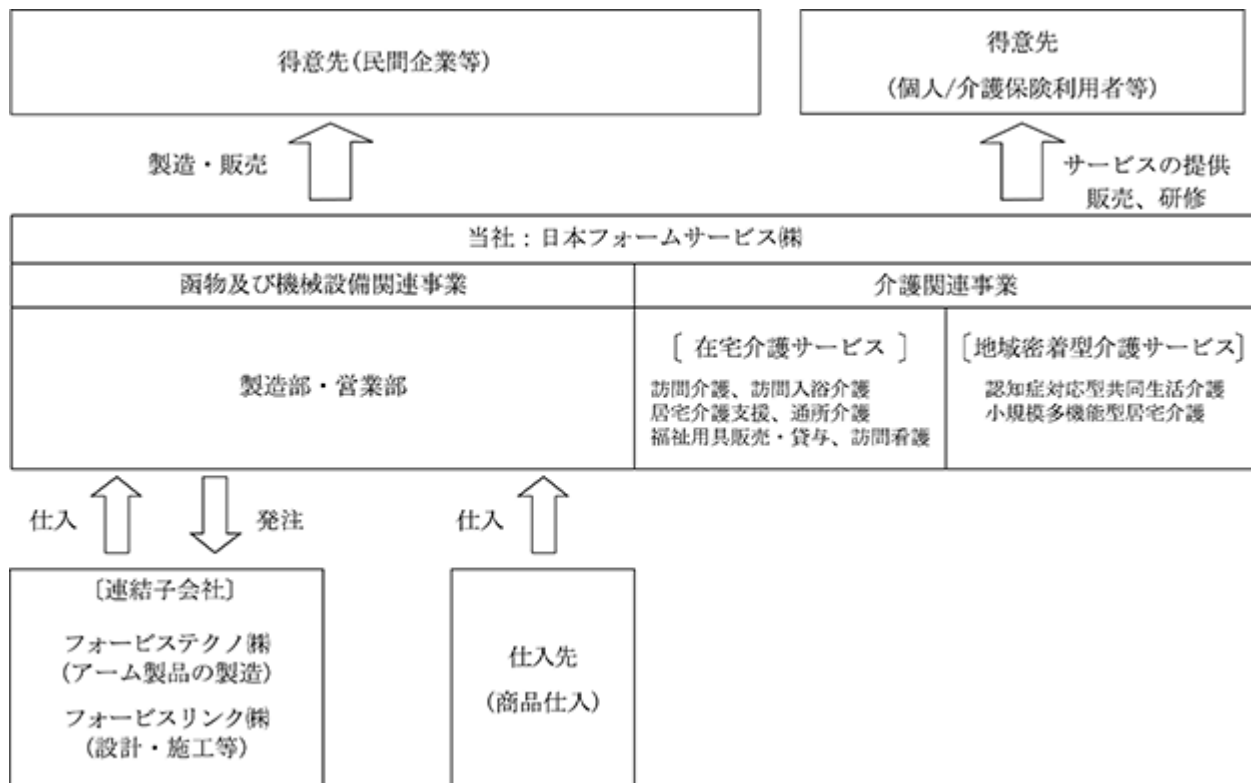 得意先(民間企業等)
得意先
(個人/介護保険利用者等)
製造・販売
サービスの提供
販売、研修
当社：日本フォームサービス㈱
函物及び機械設備関連事業
介護関連事業
製造部・営業部
〔 在宅介護サービス 〕
訪問介護、訪問入浴介護
居宅介護支援、通所介護
福祉用具販売・貸与、訪問看護
〔地域密着型介護サービス〕
認知症対応型共同生活介護
小規模多機能型居宅介護
仕入
発注
仕入
〔連結子会社〕
フォービステクノ㈱
(アーム製品の製造)
フォービスリンク㈱
(設計・施工等)
仕入先
(商品仕入)